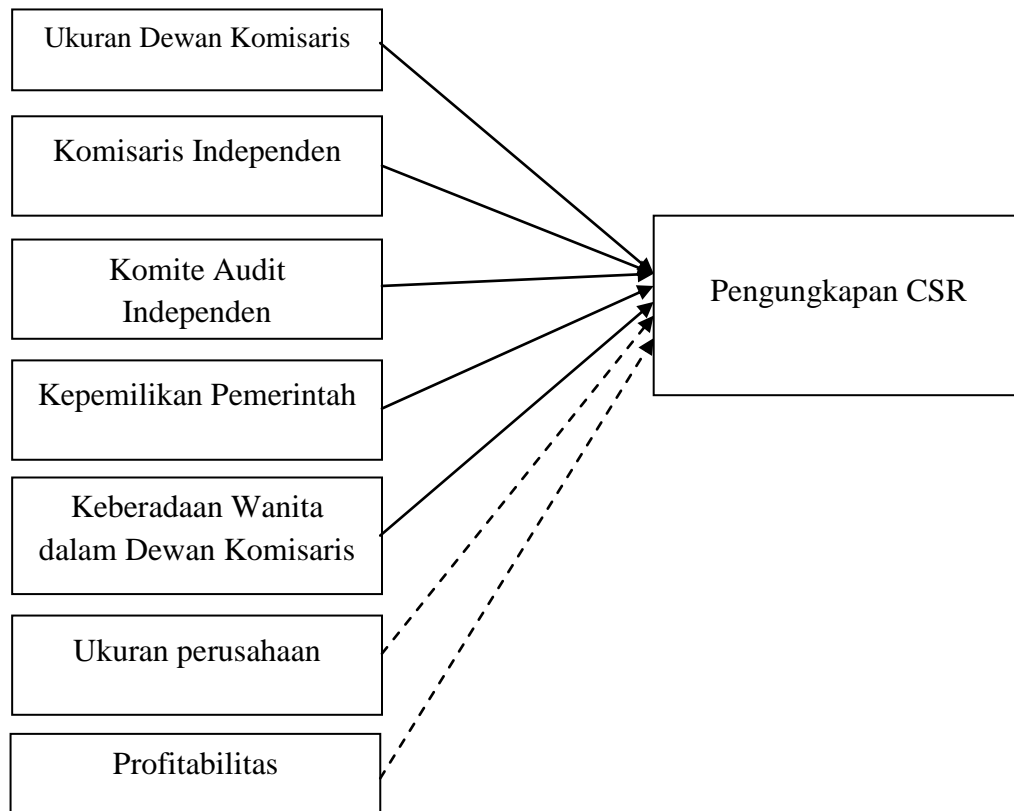 Ukuran Dewan Komisaris
Komisaris Independen
Komite Audit
Independen
Pengungkapan CSR
Kepemilikan Pemerintah
Keberadaan Wanita
dalam Dewan Komisaris
Ukuran perusahaan
Profitabilitas